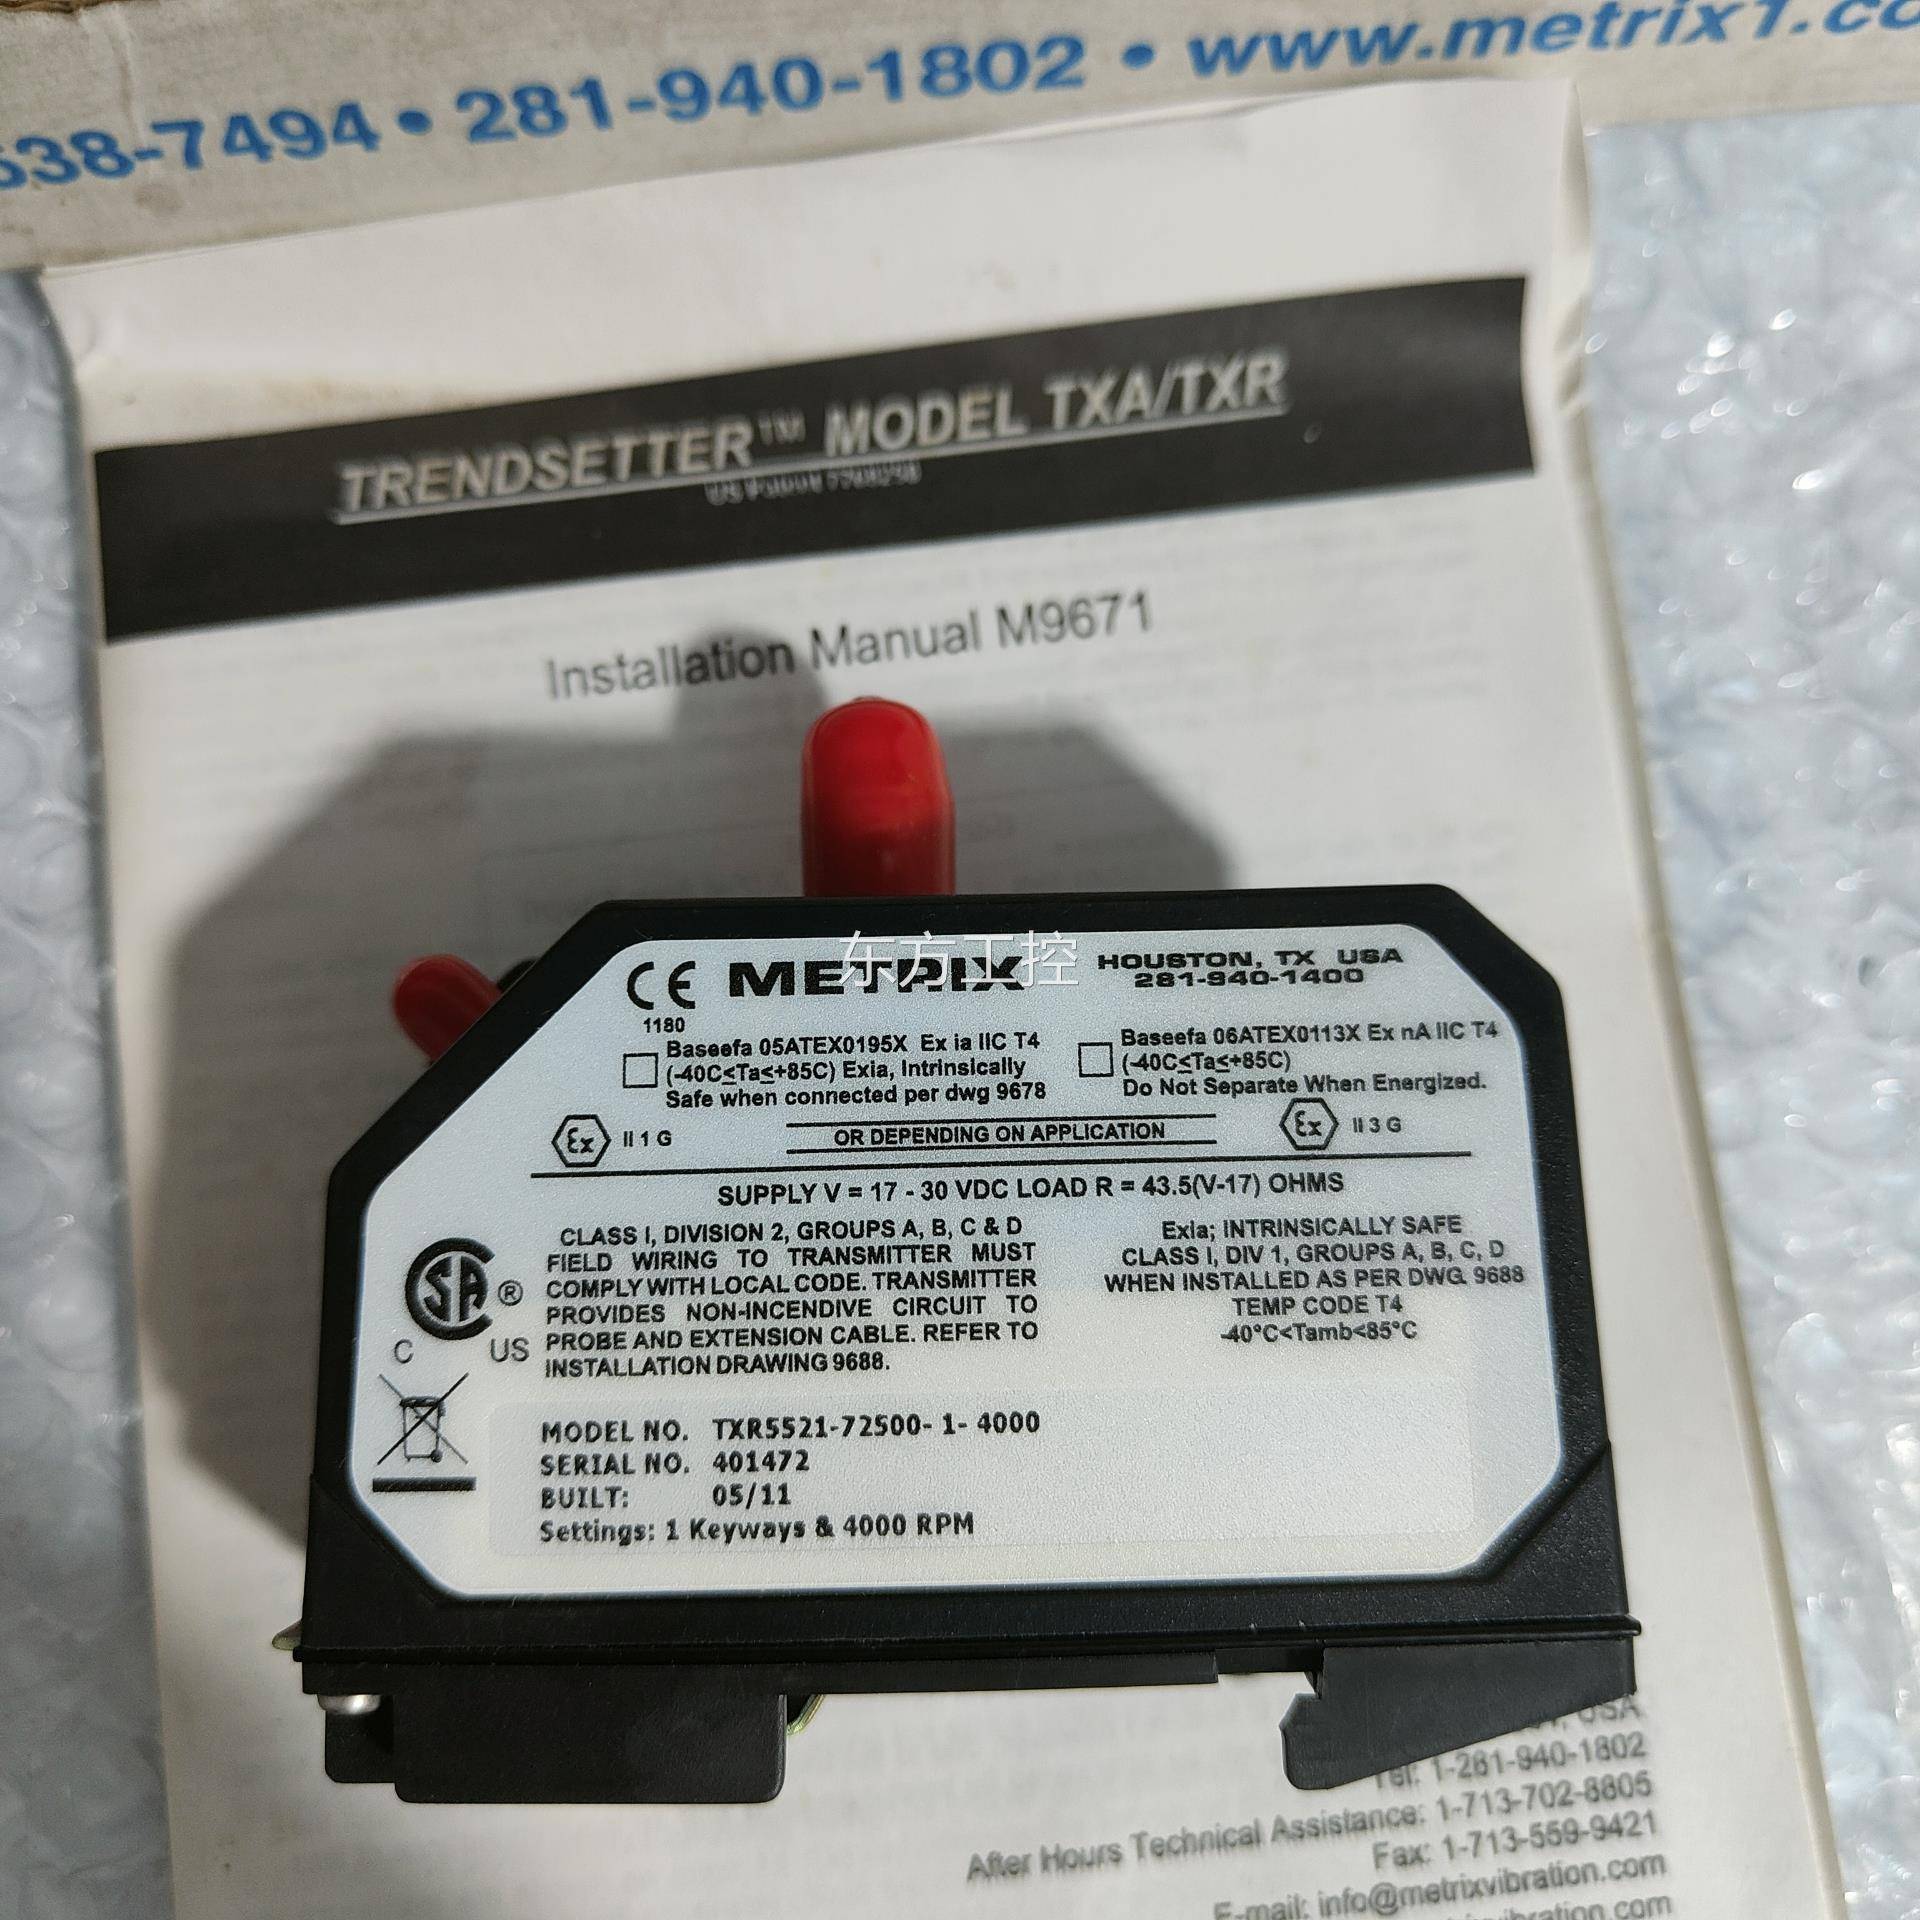 538-7494 • 281-940-1802 • www.metrix1.co
TRENDSETTER™ MODEL TXA/TXR
Installation Manual M9671
东方工控
CE METRIX HOUSTON, TX USA
281-940-1400
1180
Baseefa 05ATEX0195X Ex ia IIC T4
(-40C≤Ta≤+85C) Exia, Intrinsically
Safe when connected per dwg 9678
Baseefa 06ATEX0113X Ex nA IIC T4
(-40C≤Ta≤+85C)
Do Not Separate When Energized.
Ex II 1 G
OR DEPENDING ON APPLICATION
Ex II 3 G
SUPPLY V = 17 - 30 VDC LOAD R = 43.5(V-17) OHMS
CLASS I, DIVISION 2, GROUPS A, B, C & D
FIELD WIRING TO TRANSMITTER MUST
COMPLY WITH LOCAL CODE. TRANSMITTER
PROVIDES NON-INCENDIVE CIRCUIT TO
PROBE AND EXTENSION CABLE. REFER TO
INSTALLATION DRAWING 9688.
Exia; INTRINSICALLY SAFE
CLASS I, DIV 1, GROUPS A, B, C, D
WHEN INSTALLED AS PER DWG. 9688
TEMP CODE T4
-40°C<Tamb<85°C
SA ®
C US
MODEL NO. TXR5521-72500- 1- 4000
SERIAL NO. 401472
BUILT: 05/11
Settings: 1 Keyways & 4000 RPM
USA
Tel: 1-281-940-1802
After Hours Technical Assistance: 1-713-702-8805
Fax: 1-713-559-9421
E-mail: info@metrixvibration.com